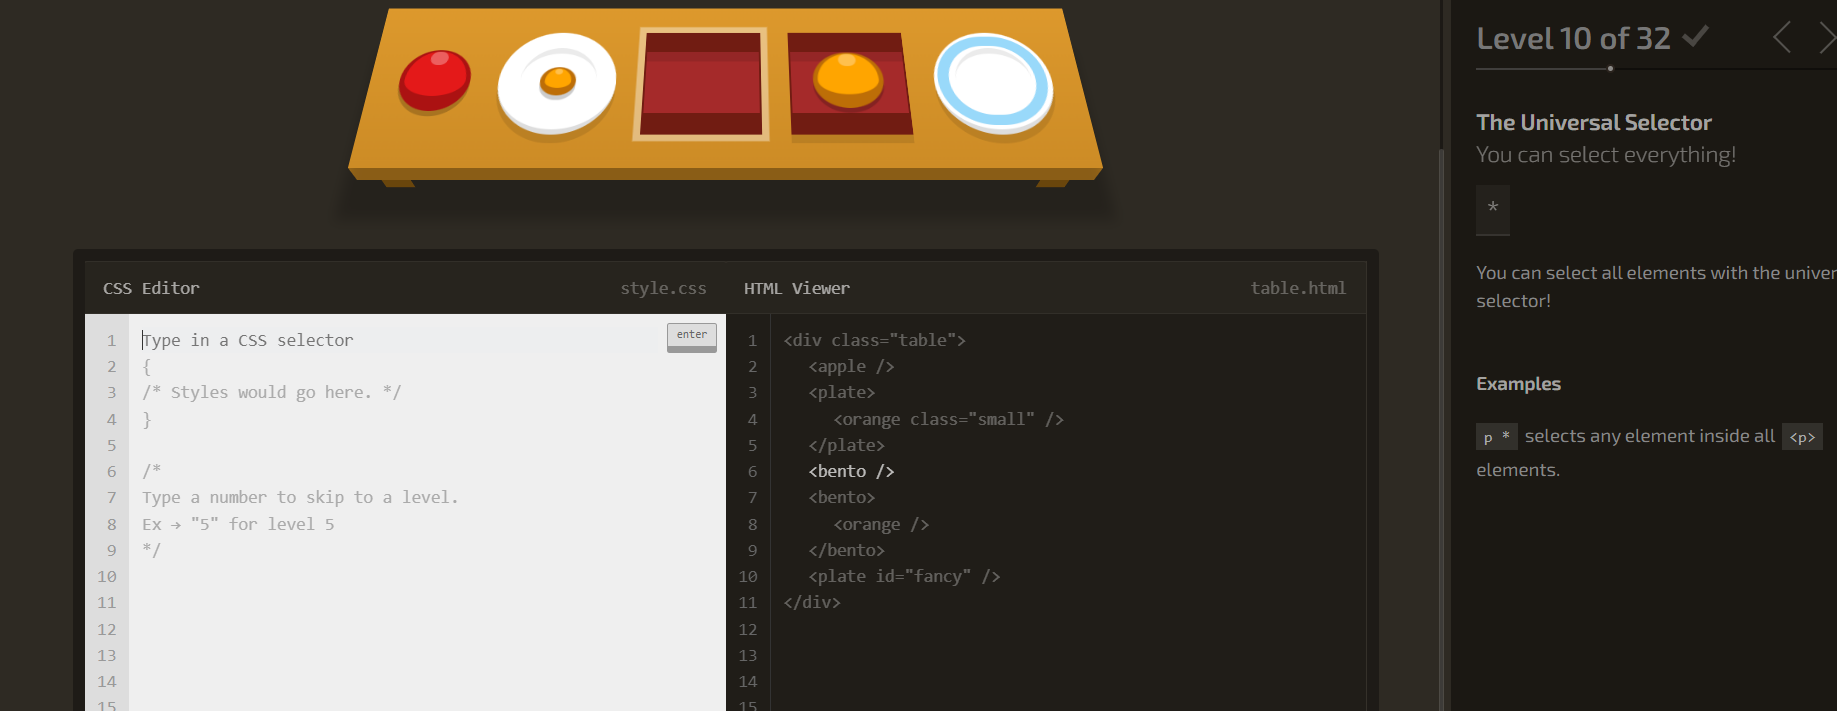 Level 10 of 32
The Universal Selector
You can select everything!
*
You can select all elements with the univer
selector!
Examples
p * selects any element inside all <p>
elements.
CSS Editor
style.css
1 Type in a CSS selector
enter
2 {
3 /* Styles would go here. */
4 }
5
6 /*
7 Type a number to skip to a level.
8 Ex → "5" for level 5
9 */
10
11
12
13
14
15
HTML Viewer
table.html
1 <div class="table">
2 <apple />
3 <plate>
4 <orange class="small" />
5 </plate>
6 <bento />
7 <bento>
8 <orange />
9 </bento>
10 <plate id="fancy" />
11 </div>
12
13
14
15